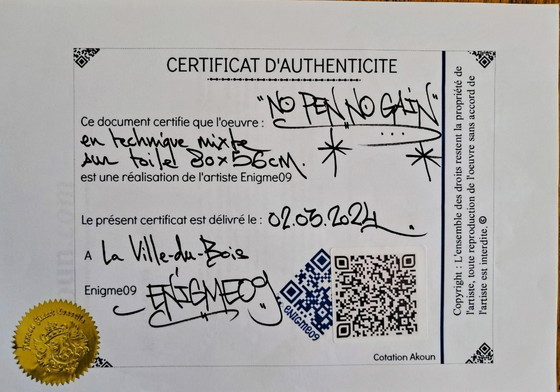 CERTIFICAT D'AUTHENTICITE
Ce document certifie que l'oeuvre : "NO PEN NO GAIN"
en technique mixte
sur toile! 80x56cm.
est une réalisation de l'artiste Enigme09
Le présent certificat est délivré le : 02.03.2024.
A La Ville-du-Bois
Enigme09 ENIGME09
ENIGME09
Cotation Akoun
Copyright : L'ensemble des droits restent la propriété de
l'artiste, toute reproduction de l'oeuvre sans accord de
l'artiste est interdite. ©